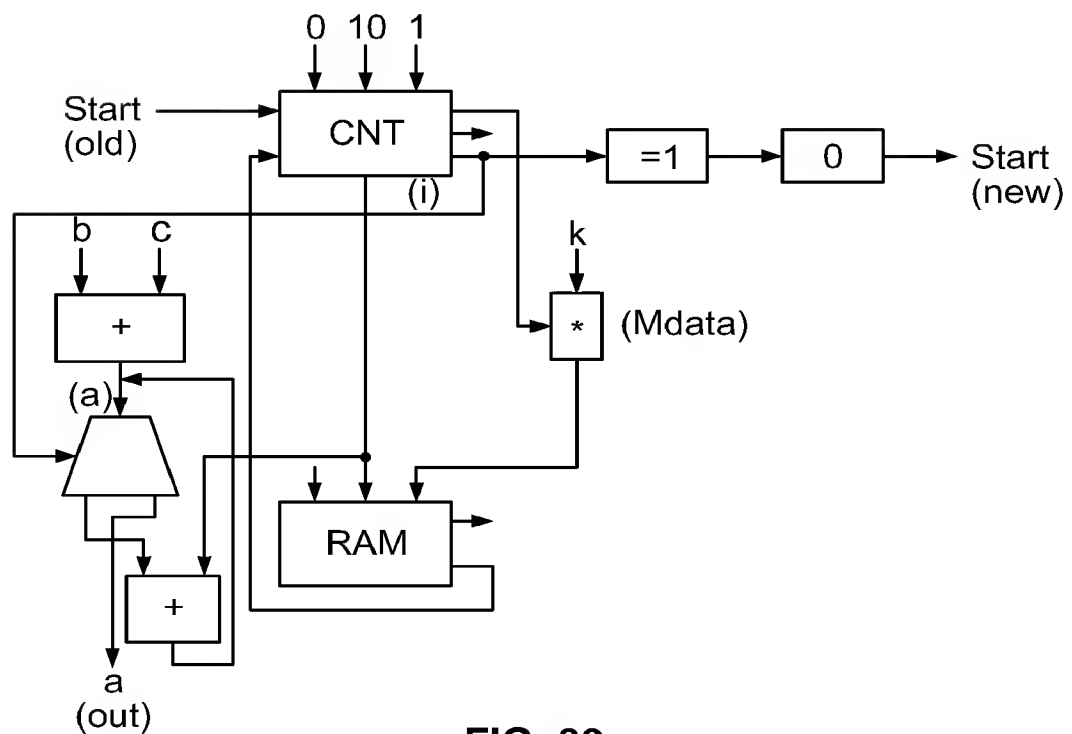 0 10 1
Start
(old)
CNT
=1
0
Start
(new)
(i)
b c
k
+
*
(Mdata)
(a)
RAM
+
a
(out)